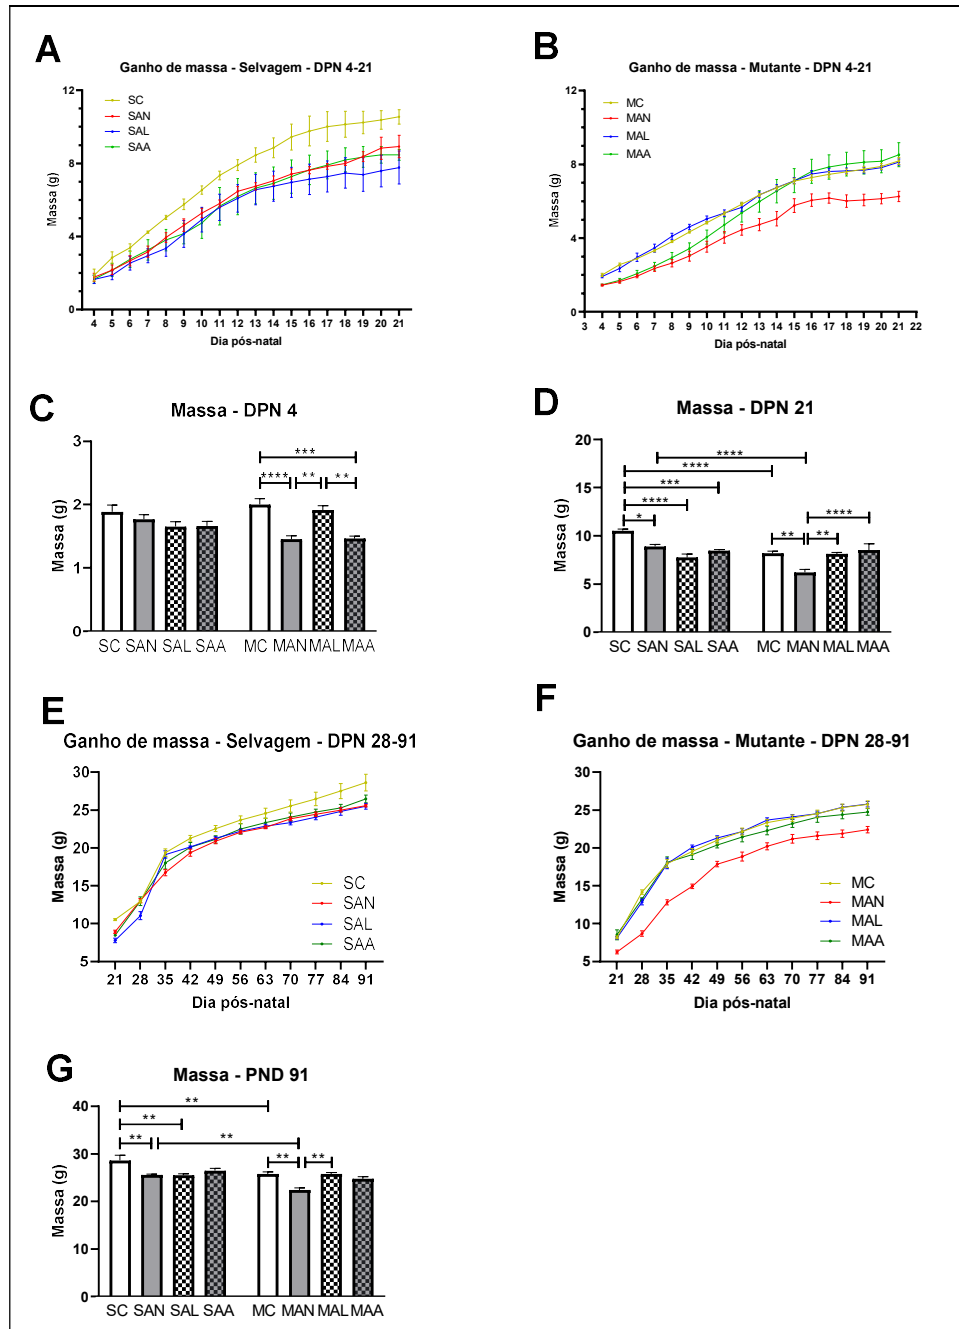 A
Ganho de massa - Selvagem - DPN 4-21
12
8
4
0
Massa (g)
SC
SAN
SAL
SAA
4 5 6 7 8 9 10 11 12 13 14 15 16 17 18 19 20 21
Dia pós-natal
B
Ganho de massa - Mutante - DPN 4-21
12
8
4
0
Massa (g)
MC
MAN
MAL
MAA
3 4 5 6 7 8 9 10 11 12 13 14 15 16 17 18 19 20 21 22
Dia pós-natal
C
Massa - DPN 4
3
2
1
0
Massa (g)
***
**** ** **
SC SAN SAL SAA MC MAN MAL MAA
D
Massa - DPN 21
20
15
10
5
0
Massa (g)
****
****
***
****
*
****
** **
SC SAN SAL SAA MC MAN MAL MAA
E
Ganho de massa - Selvagem - DPN 28-91
30
25
20
15
10
5
Massa (g)
SC
SAN
SAL
SAA
21 28 35 42 49 56 63 70 77 84 91
Dia pós-natal
F
Ganho de massa - Mutante - DPN 28-91
30
25
20
15
10
5
Massa (g)
MC
MAN
MAL
MAA
21 28 35 42 49 56 63 70 77 84 91
Dia pós-natal
G
Massa - PND 91
40
30
20
10
0
Massa (g)
**
**
** **
** **
SC SAN SAL SAA MC MAN MAL MAA